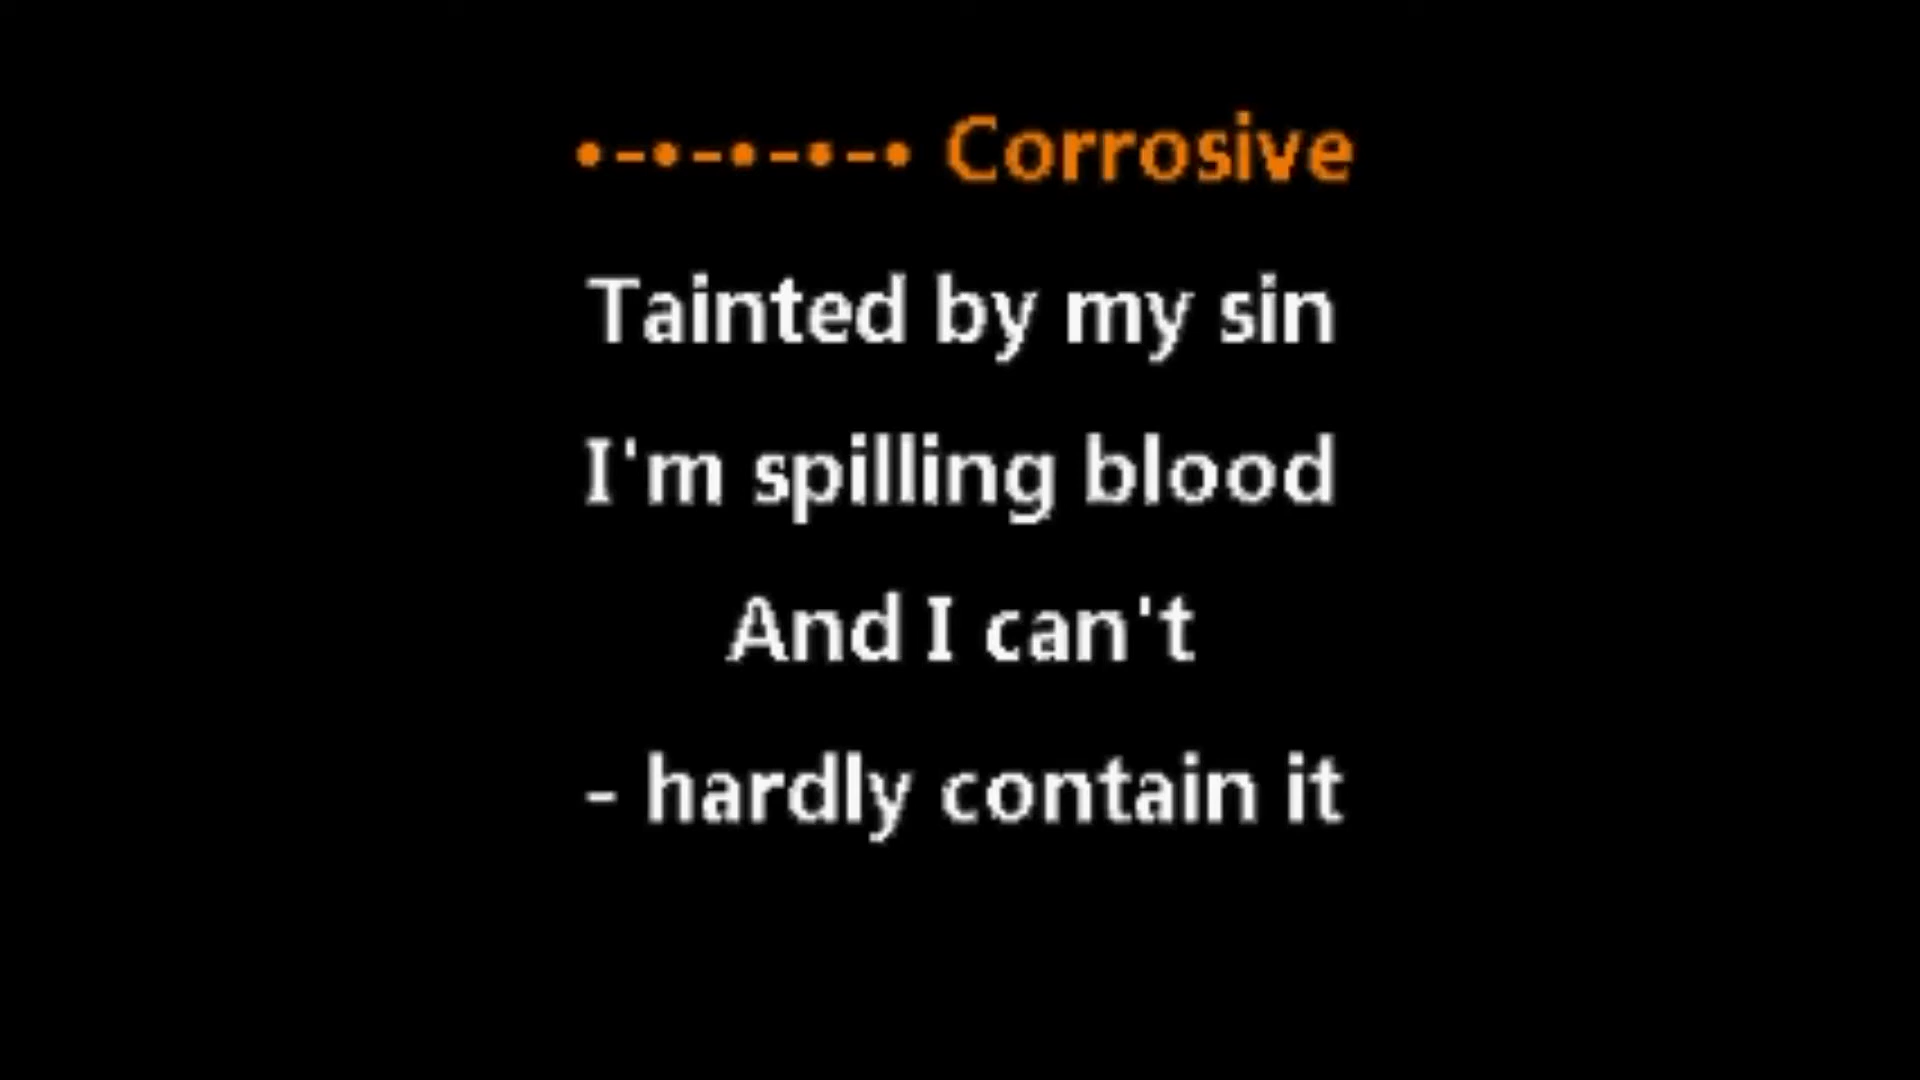 •-•-•-•-• Corrosive
Tainted by my sin
I'm spilling blood
And I can't
- hardly contain it